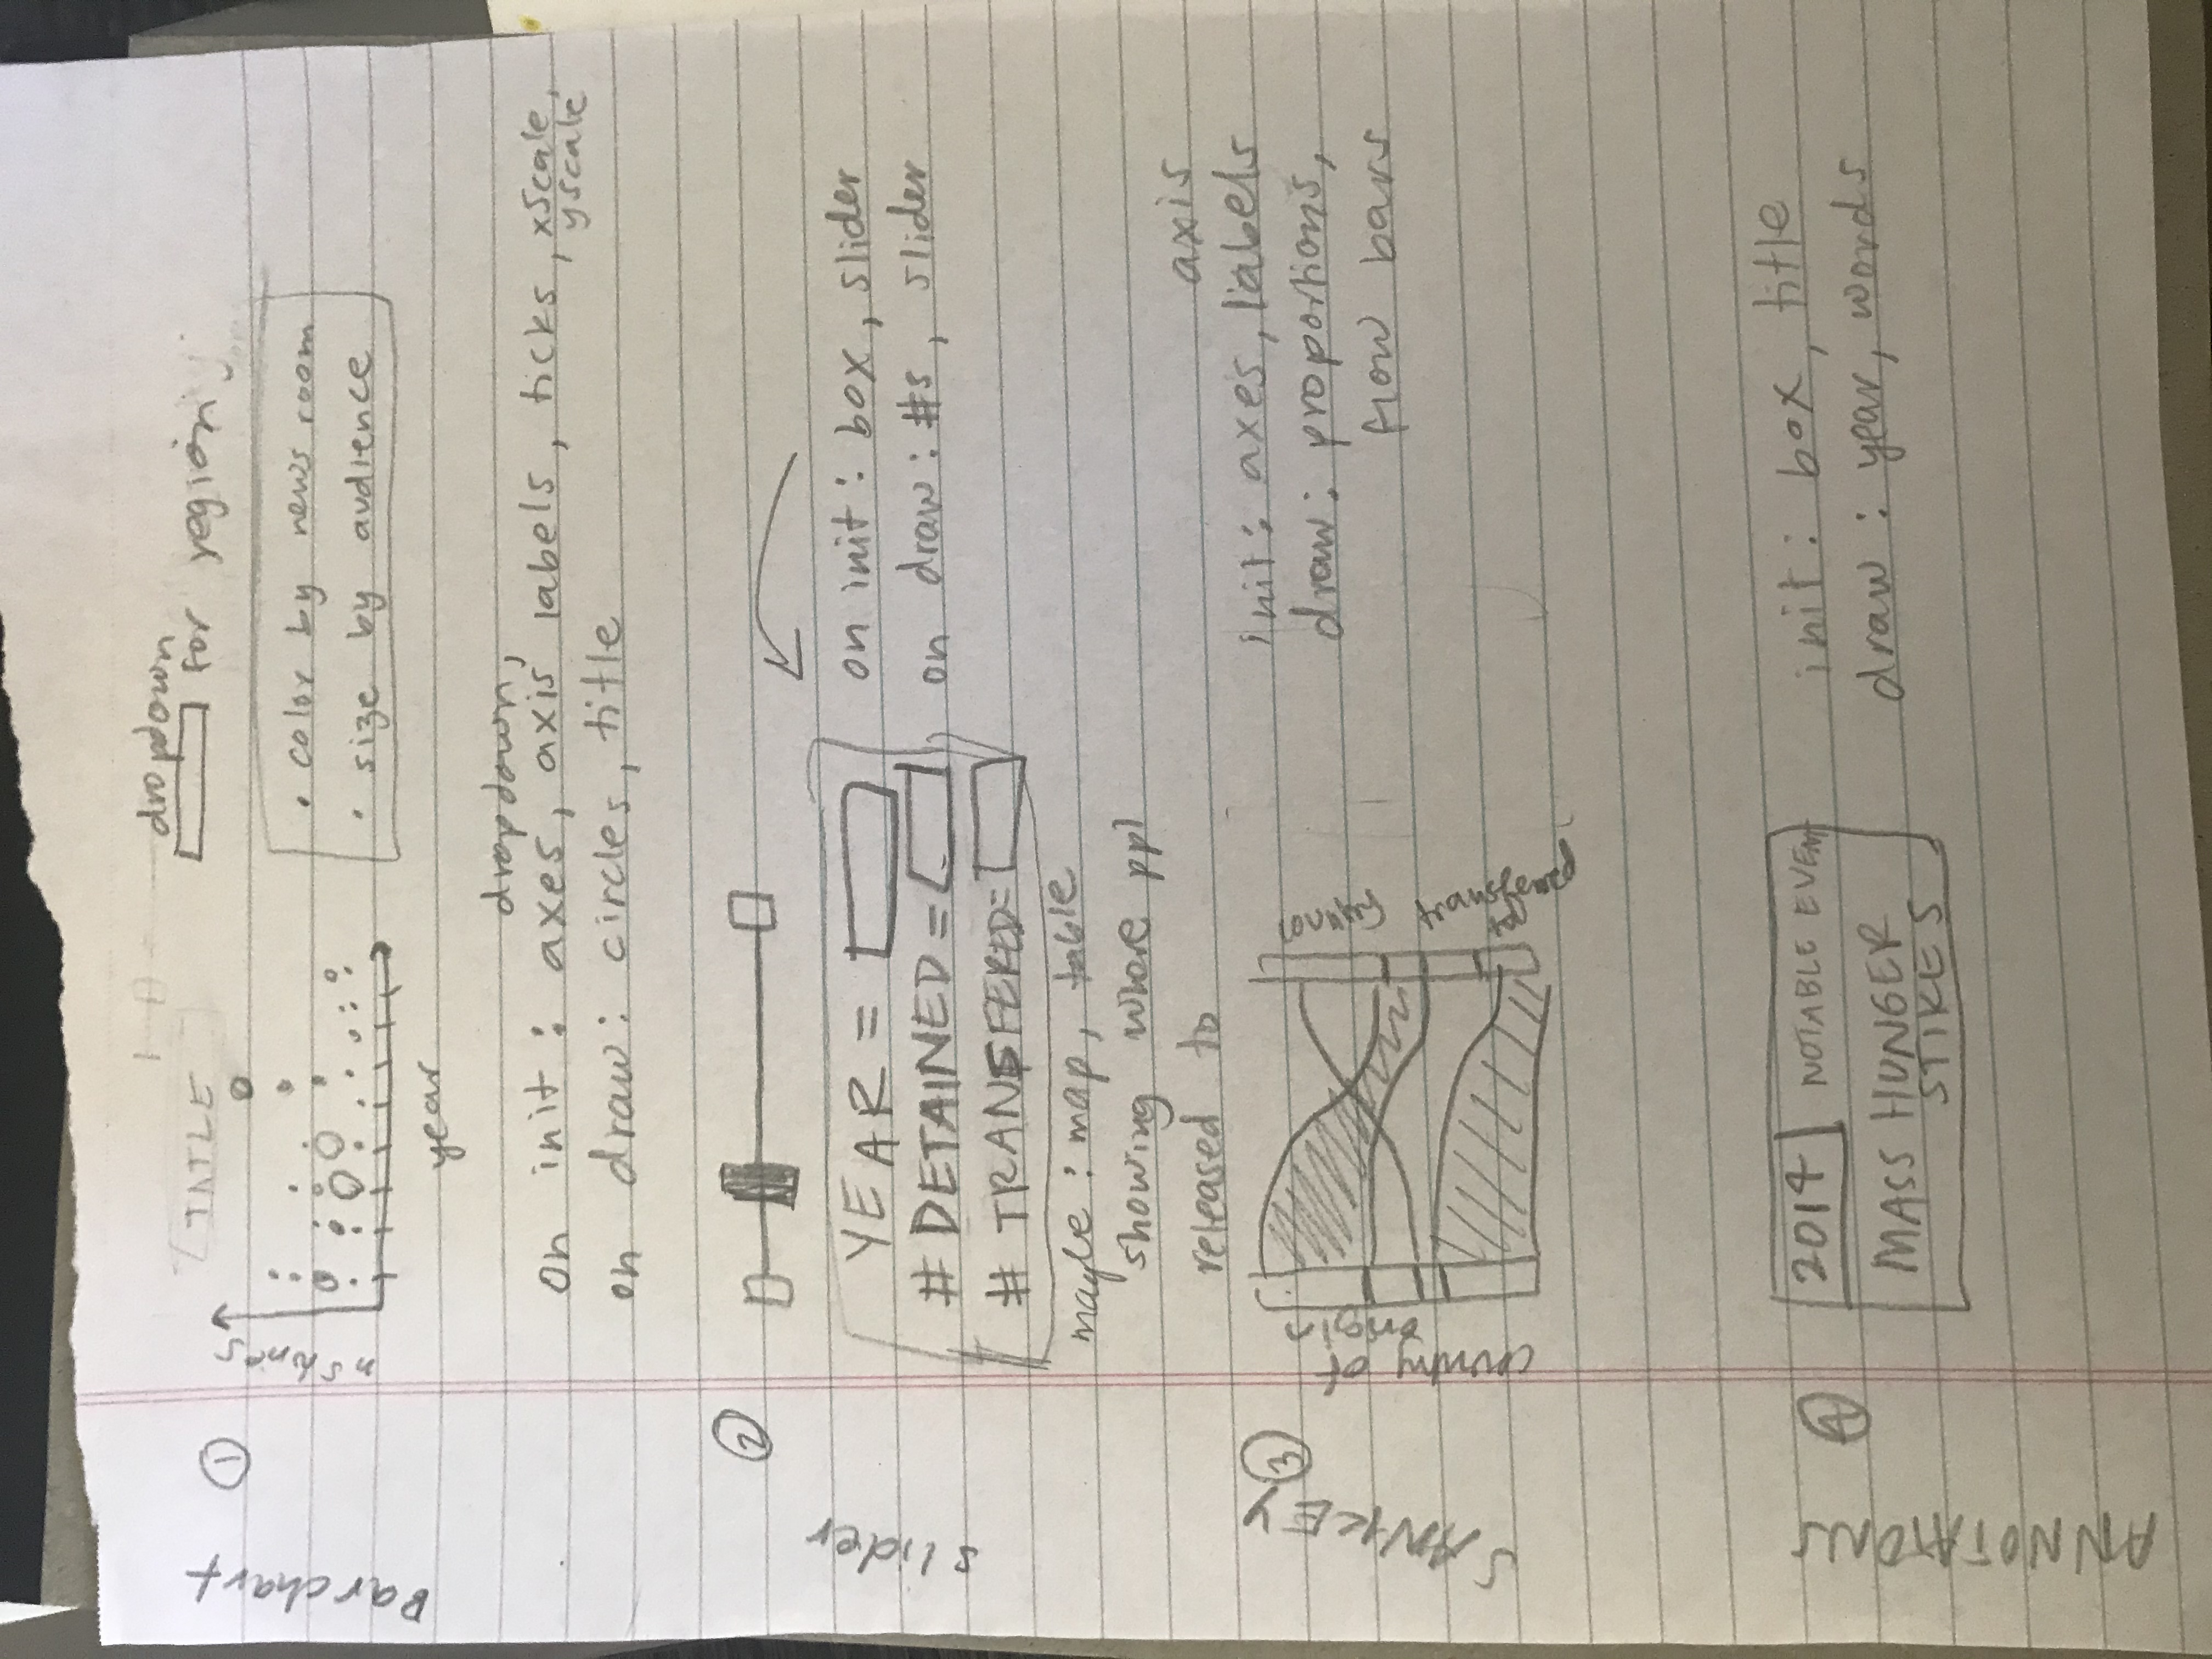 Barchart
①
TATLE
dropdown
for region
n stories
• color by newsroom
• size by audience
year
dropdown,
on init : axes, axis labels, ticks, xScale,
yscale
on draw: circles, title
slider
②
YEAR =
# DETAINED =
# TRANSFERED=
on init : box, slider
on draw : #s, slider
maybe : map, table
showing where ppl
released to
SANKEY
③
country of origin
country transferred to
axis
init : axes, labels
draw : proportions,
flow bars
ANNOTATONS
④
2014 NOTABLE EVENT
MASS HUNGER
STIKES
init : box, title
draw : year, words